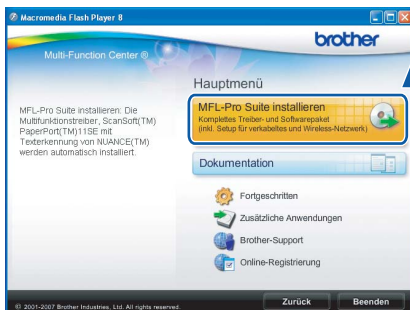 Macromedia Flash Player 8
brother
Multi-Function Center ®
Hauptmenü
MFL-Pro Suite installieren: Die
Multifunktionstreiber, ScanSoft(TM)
PaperPort(TM)11SE mit
Texterkennung von NUANCE(TM)
werden automatisch installiert.
MFL-Pro Suite installieren
Komplettes Treiber- und Softwarepaket
(inkl. Setup für verkabeltes und Wireless-Netzwerk)
Dokumentation
Fortgeschritten
Zusätzliche Anwendungen
Brother-Support
Online-Registrierung
© 2001-2007 Brother Industries, Ltd. All rights reserved.
Zurück
Beenden